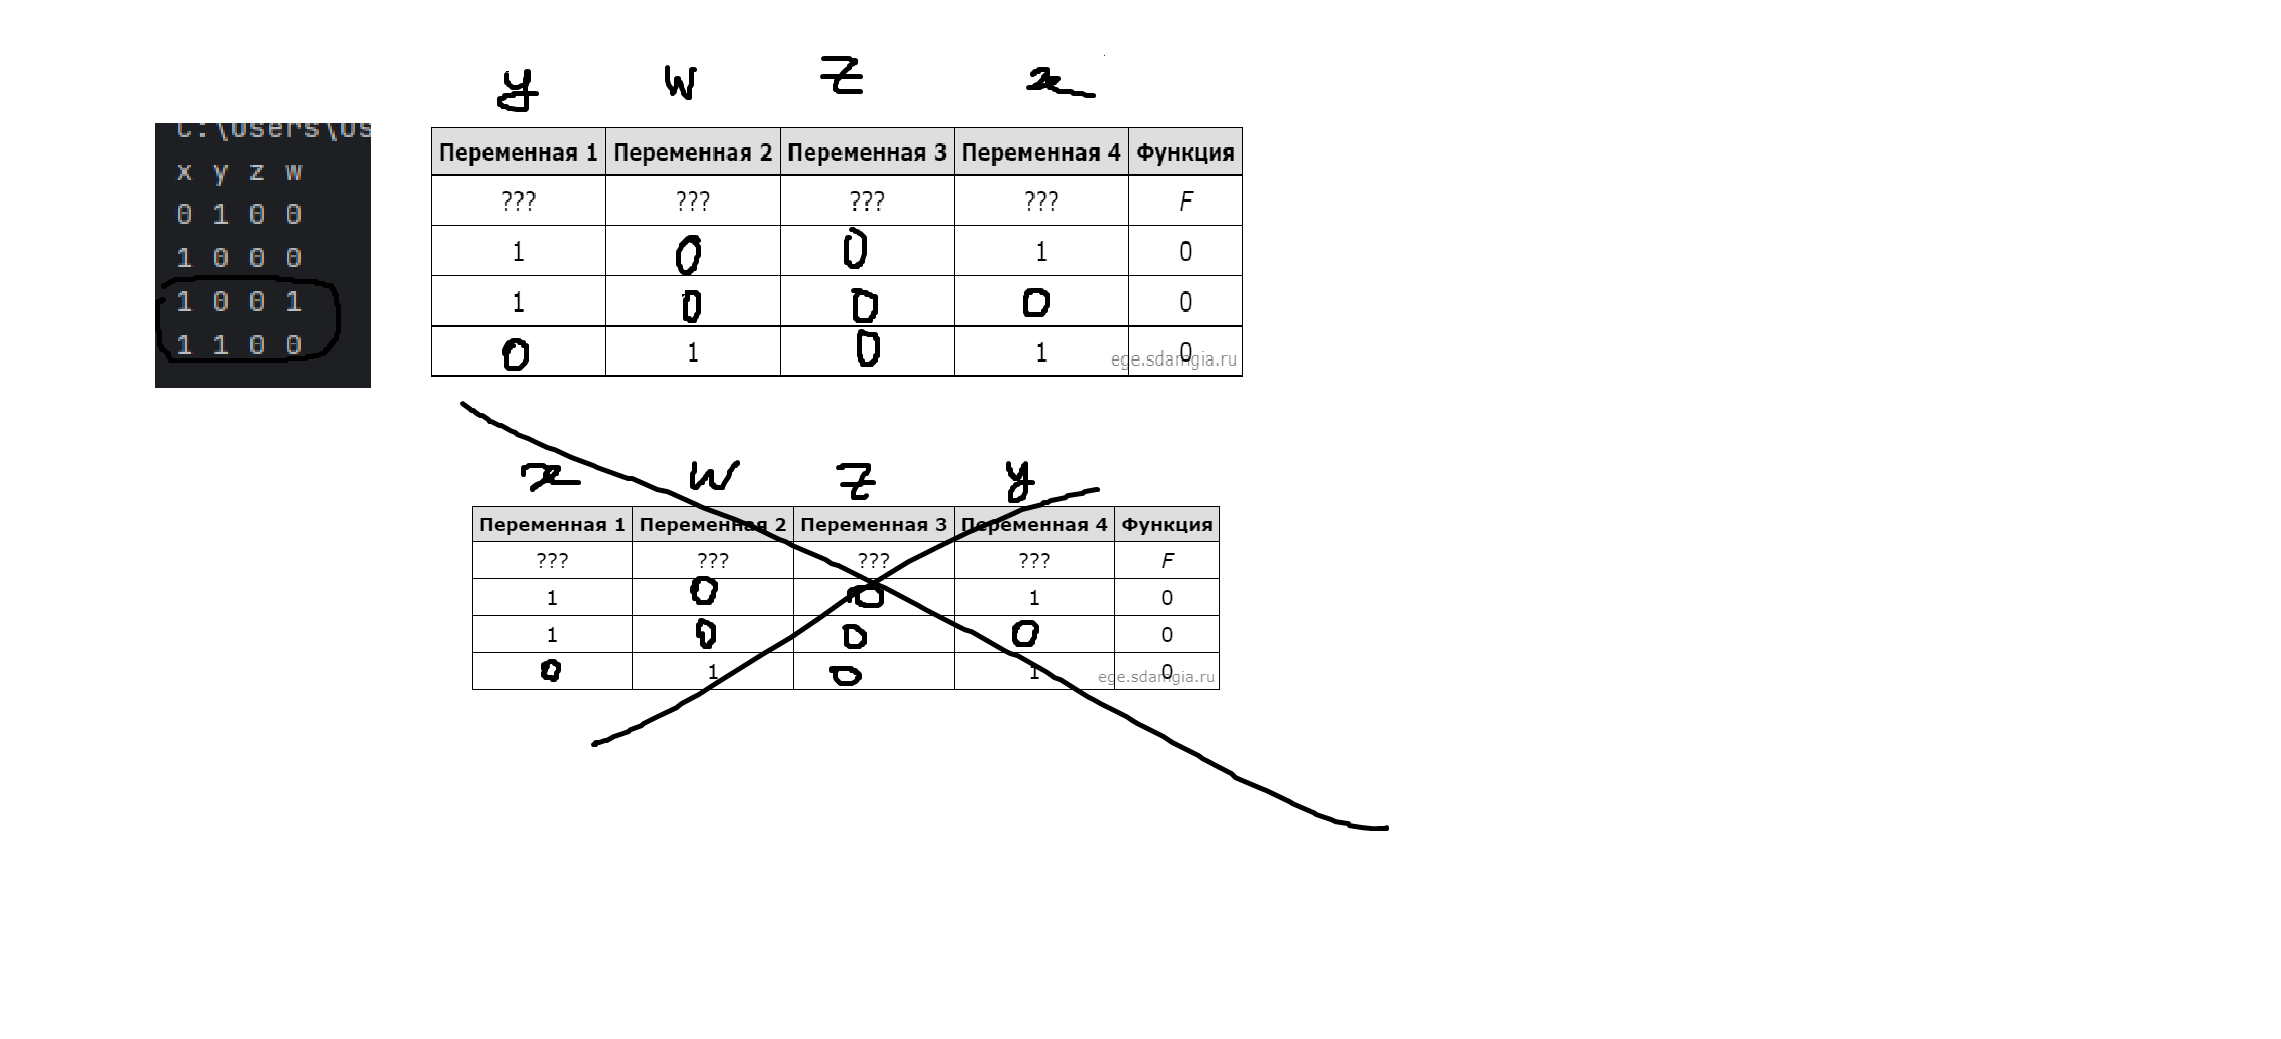 y w z x
C:\Users\Us
x y z w
0 1 0 0
1 0 0 0
1 0 0 1
1 1 0 0
Переменная 1 Переменная 2 Переменная 3 Переменная 4 Функция
??? ??? ??? ??? F
1 0 0 1 0
1 0 0 0 0
0 1 0 1 0
ege.sdamgia.ru
x w z y
Переменная 1 Переменная 2 Переменная 3 Переменная 4 Функция
??? ??? ??? ??? F
1 0 0 1 0
1 0 0 0 0
0 1 0 1 0
ege.sdamgia.ru